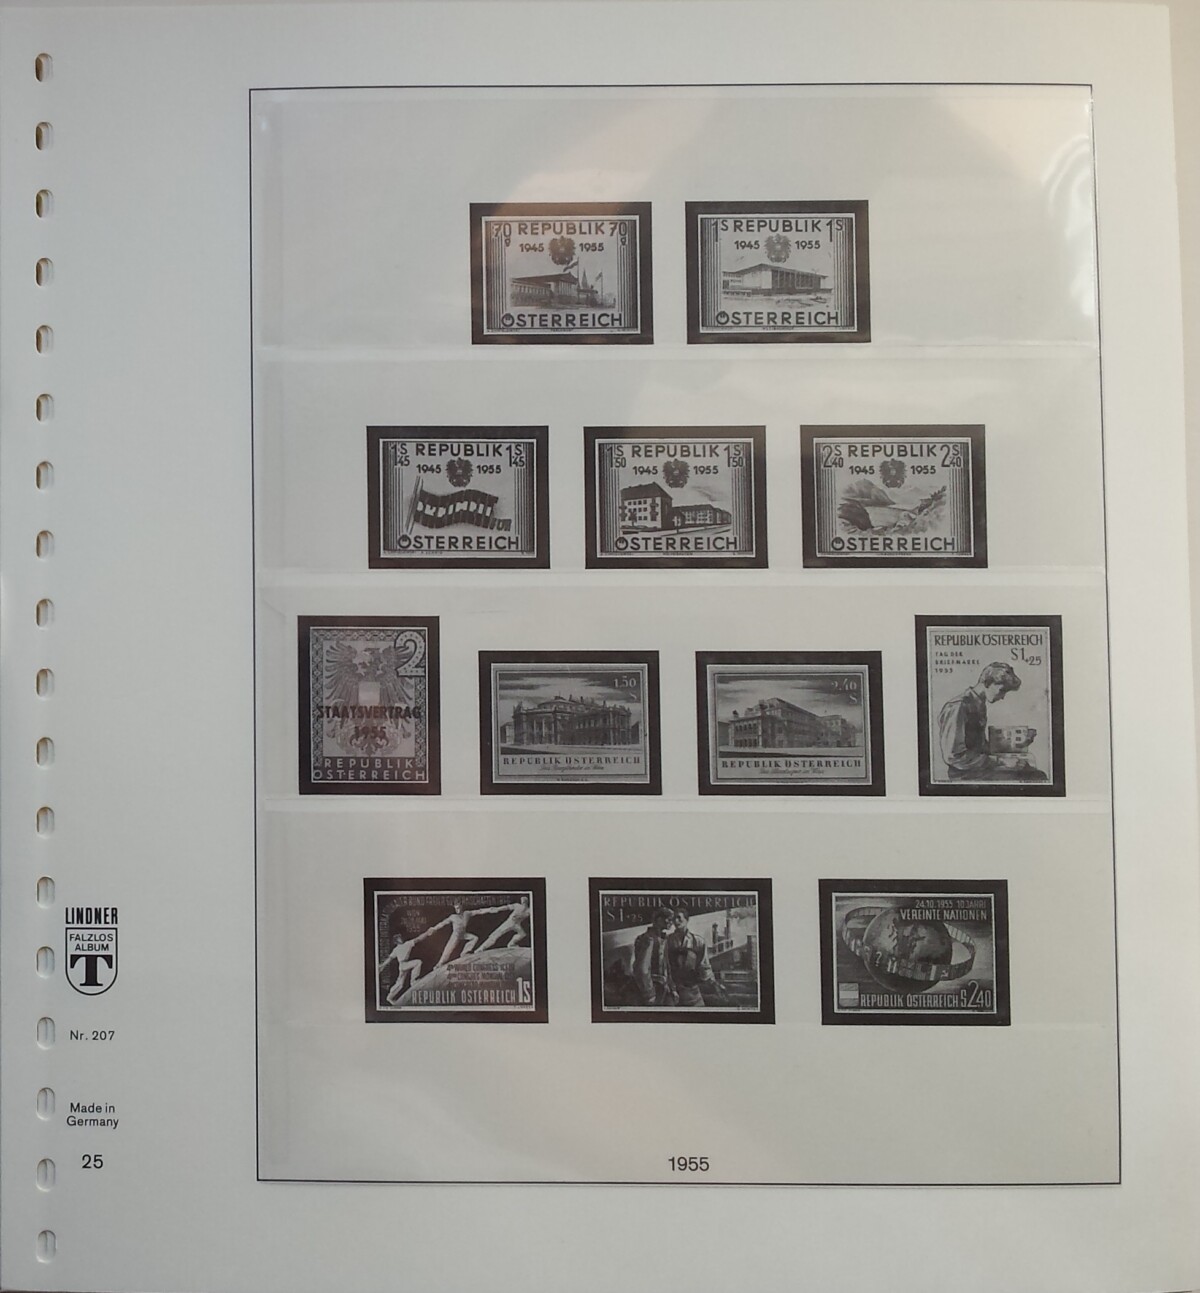 70 REPUBLIK 70
g g
1945 1955
ÖSTERREICH
1S REPUBLIK 1S
1945 1955
ÖSTERREICH
1S45 REPUBLIK 1S45
1945 1955
FÜR
ÖSTERREICH
1S50 REPUBLIK 1S50
1945 1955
ÖSTERREICH
2S40 REPUBLIK 2S40
1945 1955
ÖSTERREICH
2
STAATSVERTRAG
1955
REPUBLIK
ÖSTERREICH
1.50
S
REPUBLIK ÖSTERREICH
2.40
S
REPUBLIK ÖSTERREICH
REPUBLIK ÖSTERREICH
TAG DER
BRIEFMARKE
1955
S1+25
REPUBLIK ÖSTERREICH 1S
REPUBLIK ÖSTERREICH
S1+25
24.10.1955 10 JAHRE
VEREINTE NATIONEN
REPUBLIK ÖSTERREICH S2.40
LINDNER
FALZLOS
ALBUM
T
Nr. 207
Made in
Germany
25
1955